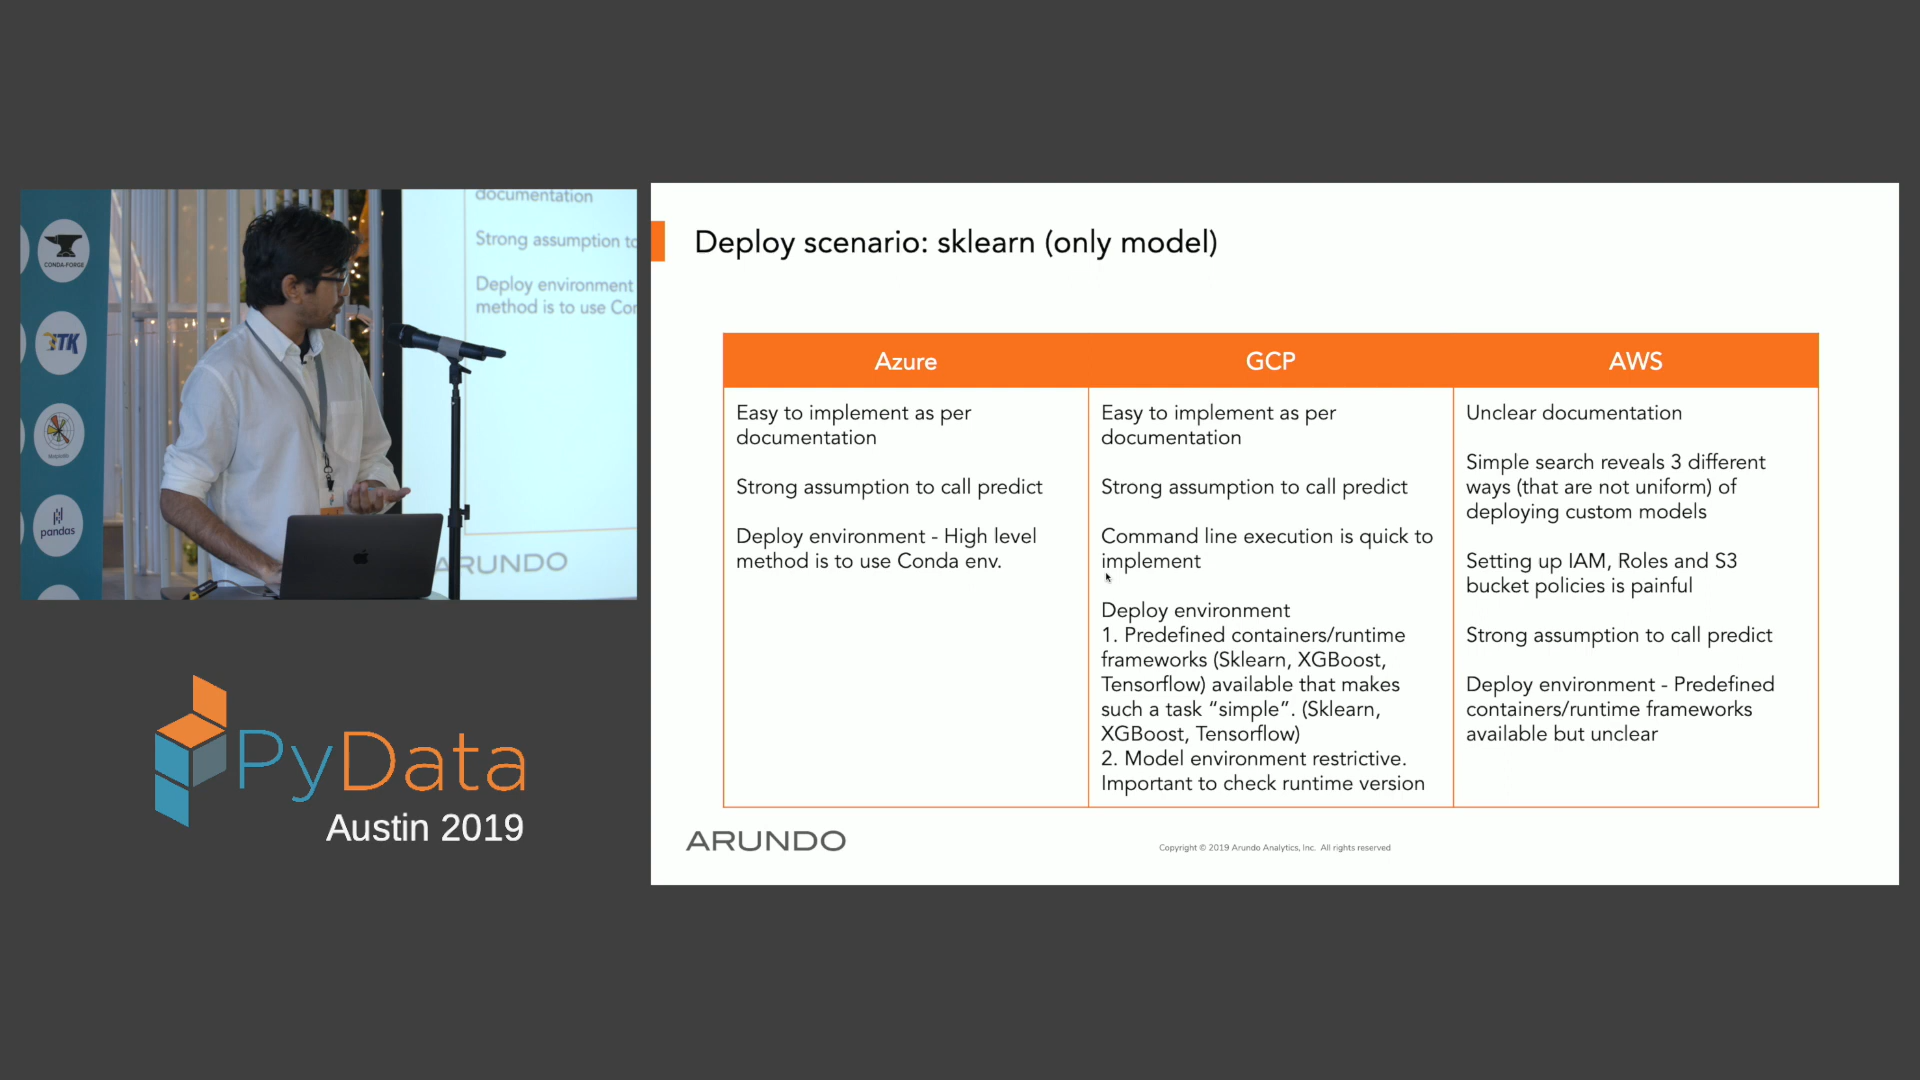 CONDA-FORGE
ITK
matplotlib
pandas
documentation
Strong assumption to
Deploy environment
method is to use Con
ARUNDO
PyData
Austin 2019
Deploy scenario: sklearn (only model)
Azure
GCP
AWS
Easy to implement as per
documentation
Strong assumption to call predict
Deploy environment - High level
method is to use Conda env.
Easy to implement as per
documentation
Strong assumption to call predict
Command line execution is quick to
implement
Deploy environment
1. Predefined containers/runtime
frameworks (Sklearn, XGBoost,
Tensorflow) available that makes
such a task “simple”. (Sklearn,
XGBoost, Tensorflow)
2. Model environment restrictive.
Important to check runtime version
Unclear documentation
Simple search reveals 3 different
ways (that are not uniform) of
deploying custom models
Setting up IAM, Roles and S3
bucket policies is painful
Strong assumption to call predict
Deploy environment - Predefined
containers/runtime frameworks
available but unclear
ARUNDO
Copyright © 2019 Arundo Analytics, Inc. All rights reserved